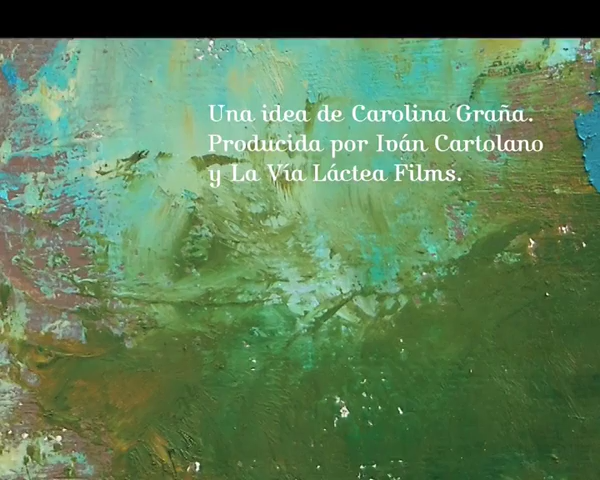 Una idea de Carolina Graña.
Producida por Iván Cartolano
y La Vía Láctea Films.